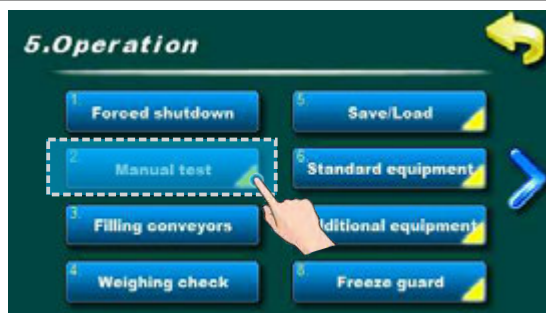 5.Operation
1.
Forced shutdown
2.
Manual test
3.
Filling conveyors
4
Weighing check
5.
Save/Load
6.
Standard equipment
dditional equipment
8.
Freeze guard